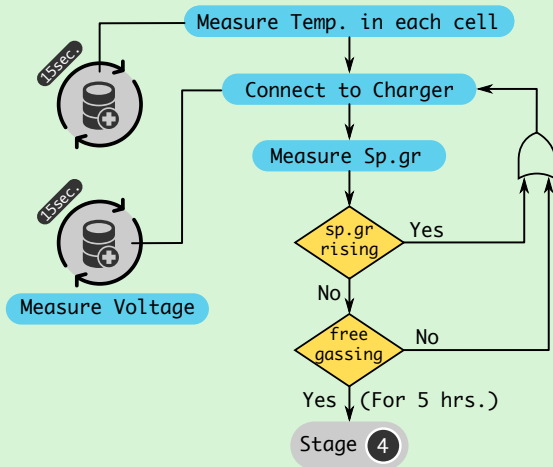 Measure Temp. in each cell
15sec.
Connect to Charger
Measure Sp.gr
15sec.
sp.gr
rising
Yes
Measure Voltage
No
free
gassing
No
Yes (For 5 hrs.)
Stage 4